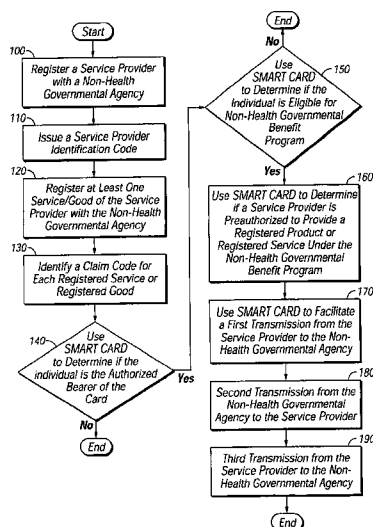 Start
100
Register a Service Provider
with a Non-Health
Governmental Agency
110
Issue a Service Provider
Identification Code
120
Register at Least One
Service/Good of the Service
Provider with the Non-Health
Governmental Agency
130
Identify a Claim Code for
Each Registered Service or
Registered Good
140
Use
SMART CARD
to Determine if the
individual is the Authorized
Bearer of the
Card
Yes
No
End
End
No
150
Use
SMART CARD
to Determine if the
Individual is Eligible for
Non-Health Governmental
Benefit
Program
Yes
160
Use SMART CARD to Determine
if a Service Provider is
Preauthorized to Provide a
Registered Product or
Registered Service Under the
Non-Health Governmental
Benefit Program
170
Use SMART CARD to Facilitate
a First Transmission from the
Service Provider to the Non-
Health Governmental Agency
180
Second Transmission from the
Non-Health Governmental
Agency to the Service Provider
190
Third Transmission from the
Service Provider to the Non-
Health Governmental Agency
End